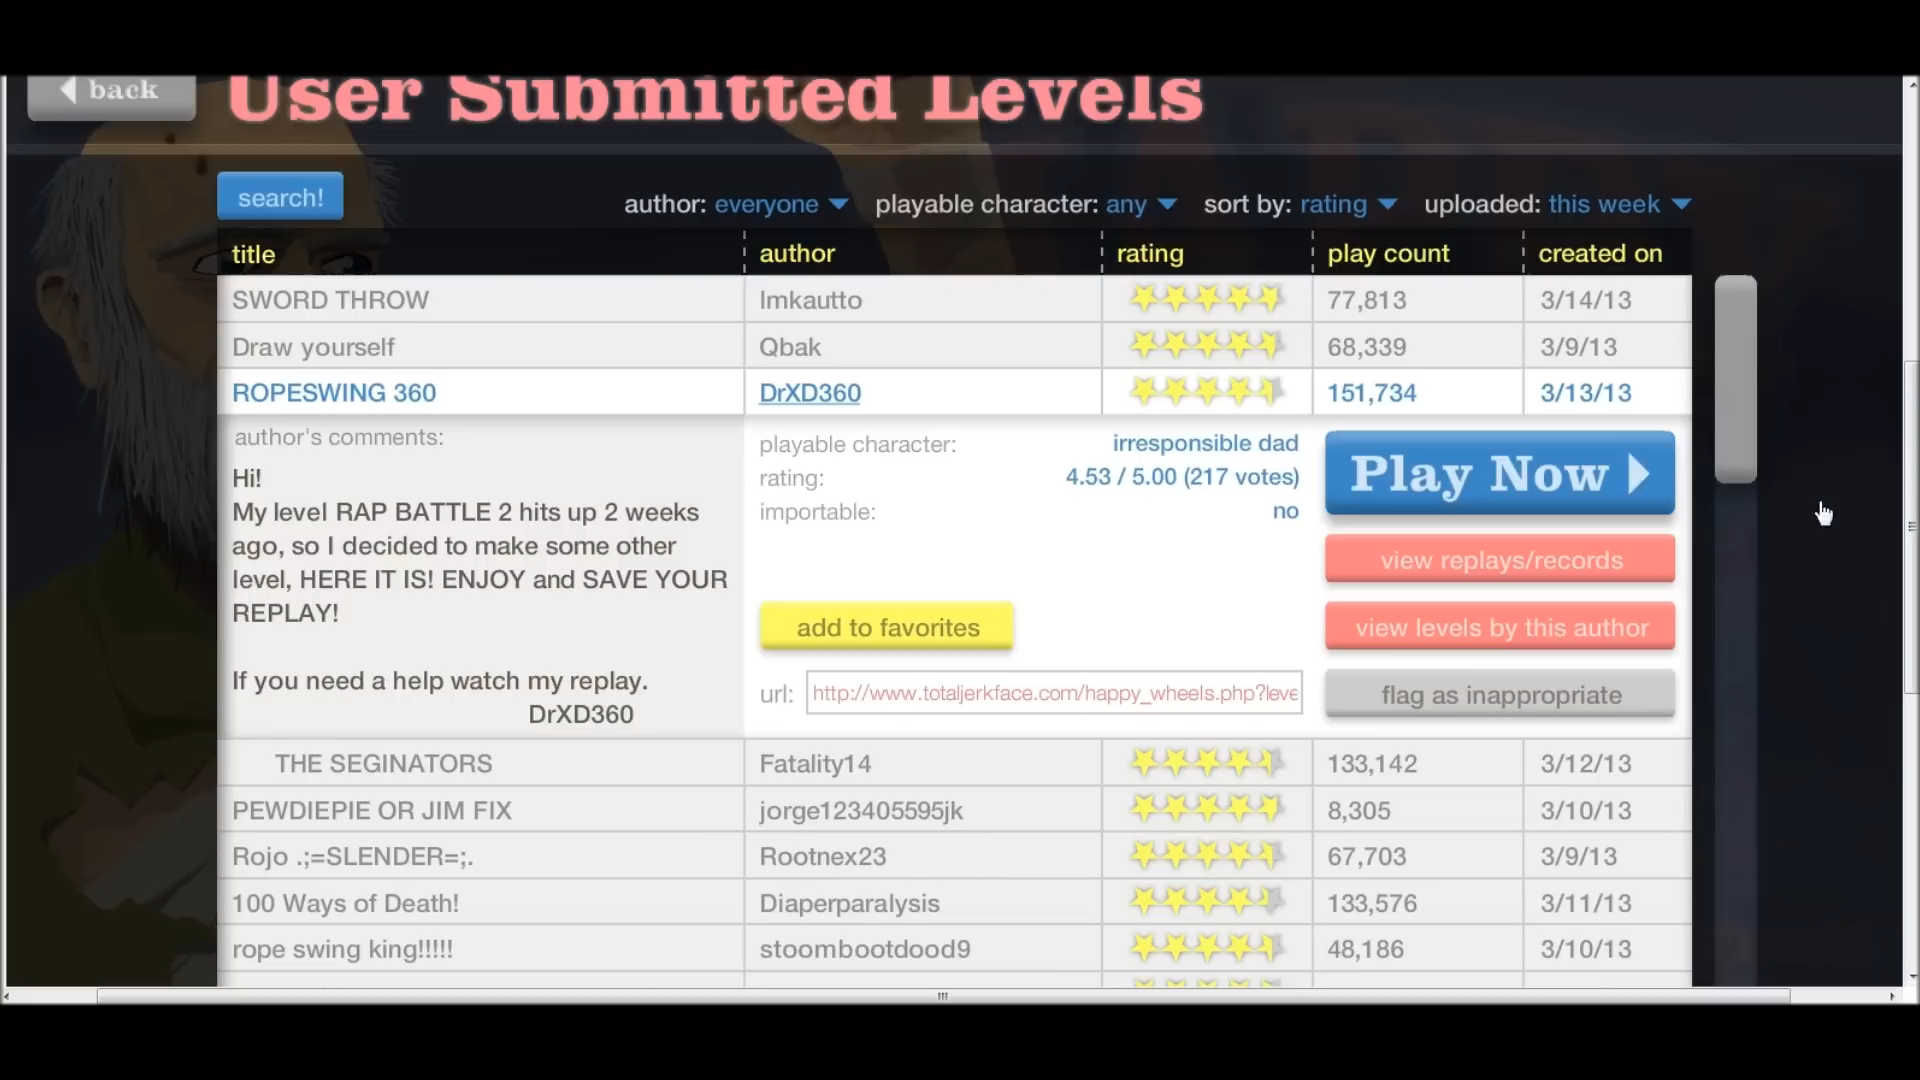 back
User Submitted Levels
search!
author: everyone playable character: any sort by: rating uploaded: this week
title author rating play count created on
SWORD THROW lmkautto 77,813 3/14/13
Draw yourself Qbak 68,339 3/9/13
ROPESWING 360 DrXD360 151,734 3/13/13
author's comments:
Hi!
My level RAP BATTLE 2 hits up 2 weeks
ago, so I decided to make some other
level, HERE IT IS! ENJOY and SAVE YOUR
REPLAY!
If you need a help watch my replay.
DrXD360
playable character: irresponsible dad
rating: 4.53 / 5.00 (217 votes)
importable: no
add to favorites
url: http://www.totaljerkface.com/happy_wheels.php?leve
Play Now
view replays/records
view levels by this author
flag as inappropriate
THE SEGINATORS Fatality14 133,142 3/12/13
PEWDIEPIE OR JIM FIX jorge123405595jk 8,305 3/10/13
Rojo .;=SLENDER=;. Rootnex23 67,703 3/9/13
100 Ways of Death! Diaperparalysis 133,576 3/11/13
rope swing king!!!!! stoombootdood9 48,186 3/10/13